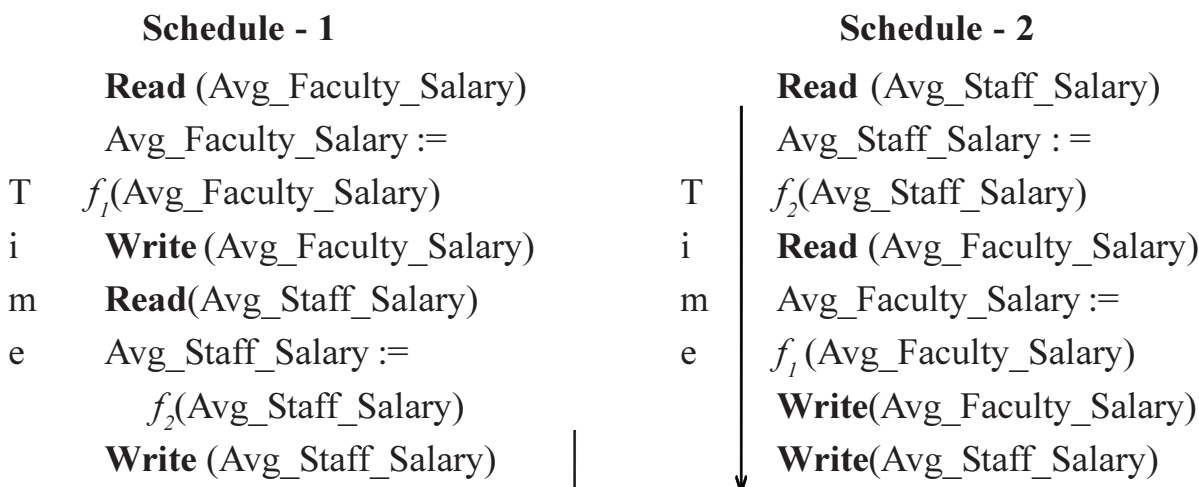 Schedule - 1
Read (Avg_Faculty_Salary)
Avg_Faculty_Salary :=
T f1(Avg_Faculty_Salary)
i Write (Avg_Faculty_Salary)
m Read(Avg_Staff_Salary)
e Avg_Staff_Salary :=
f2(Avg_Staff_Salary)
Write (Avg_Staff_Salary)
Schedule - 2
Read (Avg_Staff_Salary)
Avg_Staff_Salary : =
T f2(Avg_Staff_Salary)
i Read (Avg_Faculty_Salary)
m Avg_Faculty_Salary :=
e f1 (Avg_Faculty_Salary)
Write(Avg_Faculty_Salary)
Write(Avg_Staff_Salary)